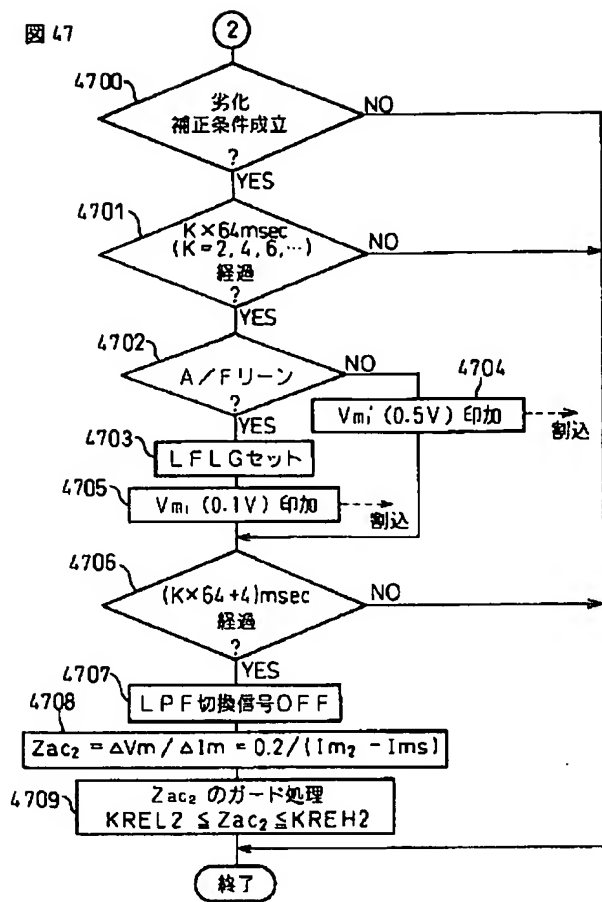 図47
2
4700
劣化
補正条件成立
?
NO
YES
4701
K×64msec
(K=2,4,6,…)
経過
?
NO
YES
4702
A/Fリーン
?
NO
YES
4704
Vm₁' (0.5V) 印加
割込
4703
LFLGセット
4705
Vm₁ (0.1V) 印加
割込
4706
(K×64+4)msec
経過
?
NO
YES
4707
LPF切換信号OFF
4708
Zac₂ = ΔVm / ΔIm = 0.2/(Im₂ - Ims)
4709
Zac₂ のガード処理
KREL2 ≦ Zac₂ ≦ KREH2
終了